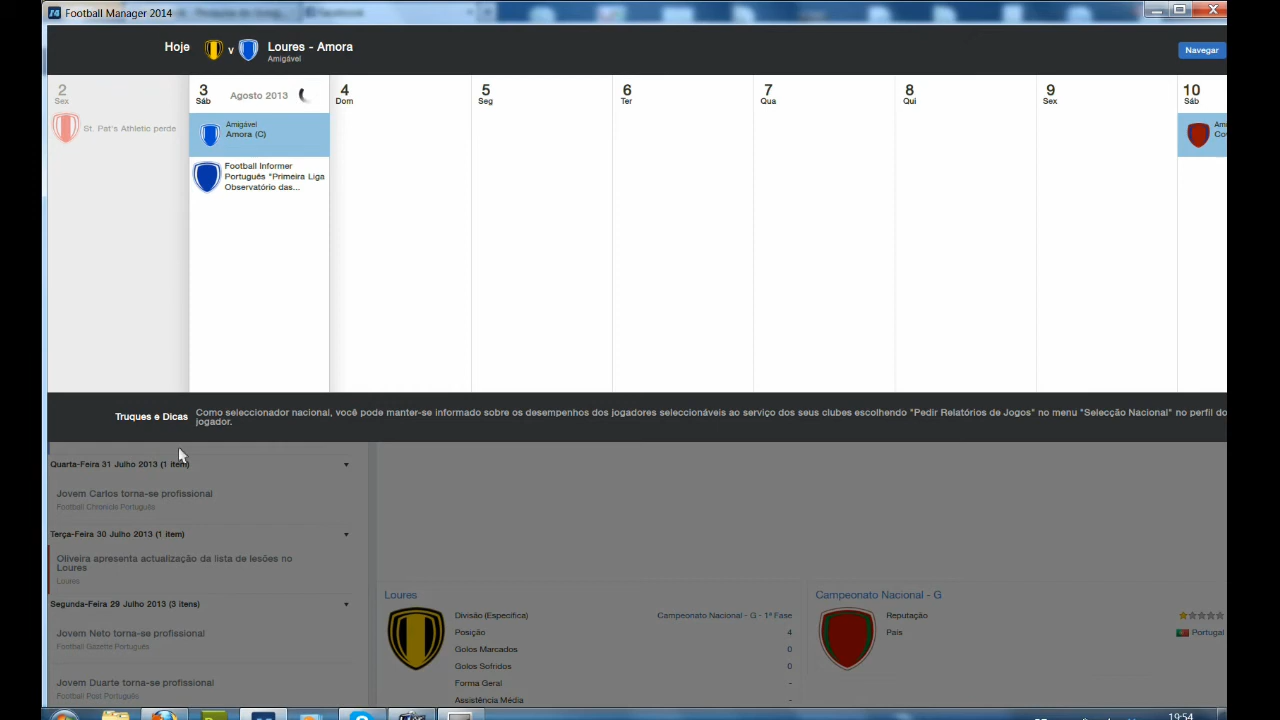 Football Manager 2014
Hoje
v
Loures - Amora
Amigável
Navegar
2
Sex
St. Pat's Athletic perde
3
Sáb
Agosto 2013
Amigável
Amora (C)
Football Informer
Português "Primeira Liga
Observatório das...
4
Dom
5
Seg
6
Ter
7
Qua
8
Qui
9
Sex
10
Sáb
Truques e Dicas
Como seleccionador nacional, você pode manter-se informado sobre os desempenhos dos jogadores seleccionáveis ao serviço dos seus clubes escolhendo "Pedir Relatórios de Jogos" no menu "Selecção Nacional" no perfil do
jogador.
Quarta-Feira 31 Julho 2013 (1 item)
Jovem Carlos torna-se profissional
Football Chronicle Português
Terça-Feira 30 Julho 2013 (1 item)
Oliveira apresenta actualização da lista de lesões no
Loures
Loures
Segunda-Feira 29 Julho 2013 (3 itens)
Jovem Neto torna-se profissional
Football Gazette Português
Jovem Duarte torna-se profissional
Football Post Português
Loures
Divisão (Específica) Campeonato Nacional - G - 1ª Fase
Posição 4
Golos Marcados 0
Golos Sofridos 0
Forma Geral -
Assistência Média -
Campeonato Nacional - G
Reputação
País Portugal
19:54